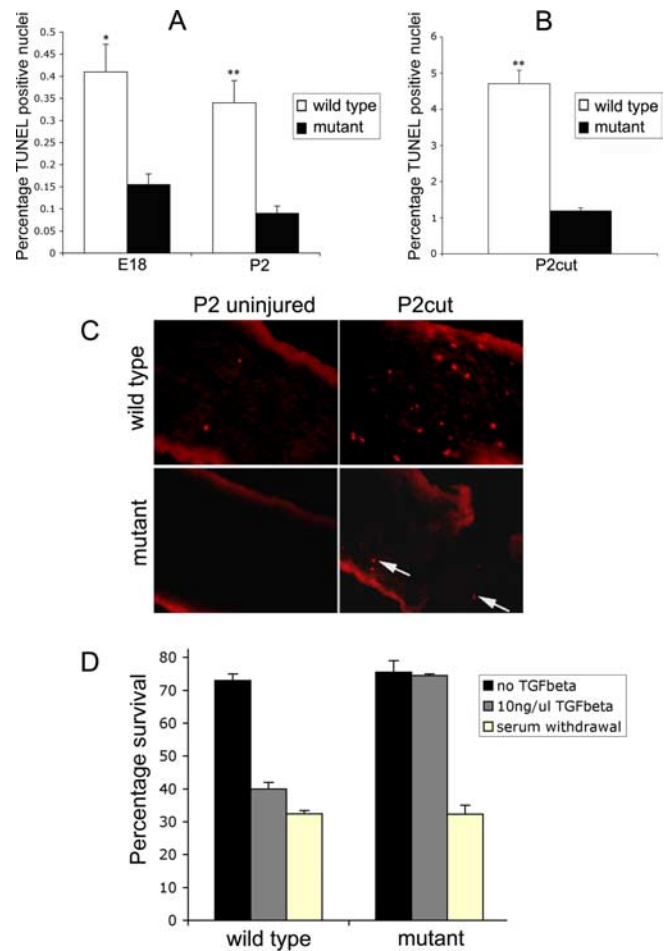 A
Percentage TUNEL positive nuclei
0.5
0.45
0.4
0.35
0.3
0.25
0.2
0.15
0.1
0.05
0
*
**
E18
P2
wild type
mutant
B
Percentage TUNEL positive nuclei
6
5
4
3
2
1
0
**
P2cut
wild type
mutant
C
P2 uninjured
P2cut
wild type
mutant
D
Percentage survival
80
70
60
50
40
30
20
10
0
wild type
mutant
no TGFbeta
10ng/ul TGFbeta
serum withdrawal